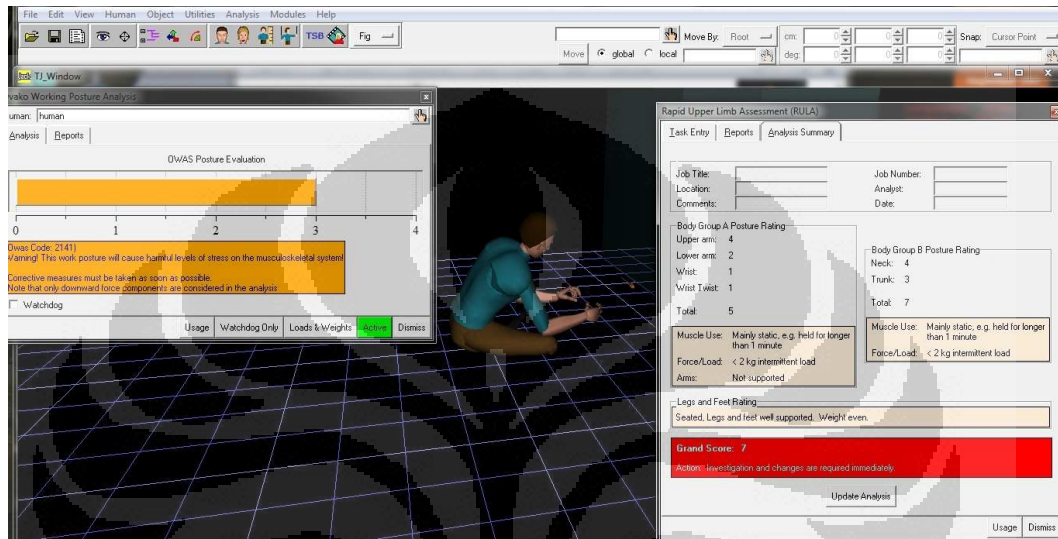 File Edit View Human Object Utilities Analysis Modules Help
TSB Fig
Move By: Root cm: 0 0 0 Snap: Cursor Point
Move global local deg: 0 0 0
TJ_Window
vako Working Posture Analysis
uman: human
Analysis Reports
OWAS Posture Evaluation
0 1 2 3 4
Owas Code: 2141)
Warning! This work posture will cause harmful levels of stress on the musculoskeletal system!
Corrective measures must be taken as soon as possible.
Note that only downward force components are considered in the analysis
Watchdog
Usage Watchdog Only Loads & Weights Active Dismiss
Rapid Upper Limb Assessment (RULA)
Task Entry Reports Analysis Summary
Job Title: Job Number:
Location: Analyst:
Comments: Date:
Body Group A Posture Rating
Upper arm: 4
Lower arm: 2
Wrist: 1
Wrist Twist: 1
Total: 5
Muscle Use: Mainly static, e.g. held for longer
than 1 minute
Force/Load: < 2 kg intermittent load
Arms: Not supported
Body Group B Posture Rating
Neck: 4
Trunk: 3
Total: 7
Muscle Use: Mainly static, e.g. held for longer
than 1 minute
Force/Load: < 2 kg intermittent load
Legs and Feet Rating
Seated, Legs and feet well supported. Weight even.
Grand Score: 7
Action: Investigation and changes are required immediately.
Update Analysis
Usage Dismiss